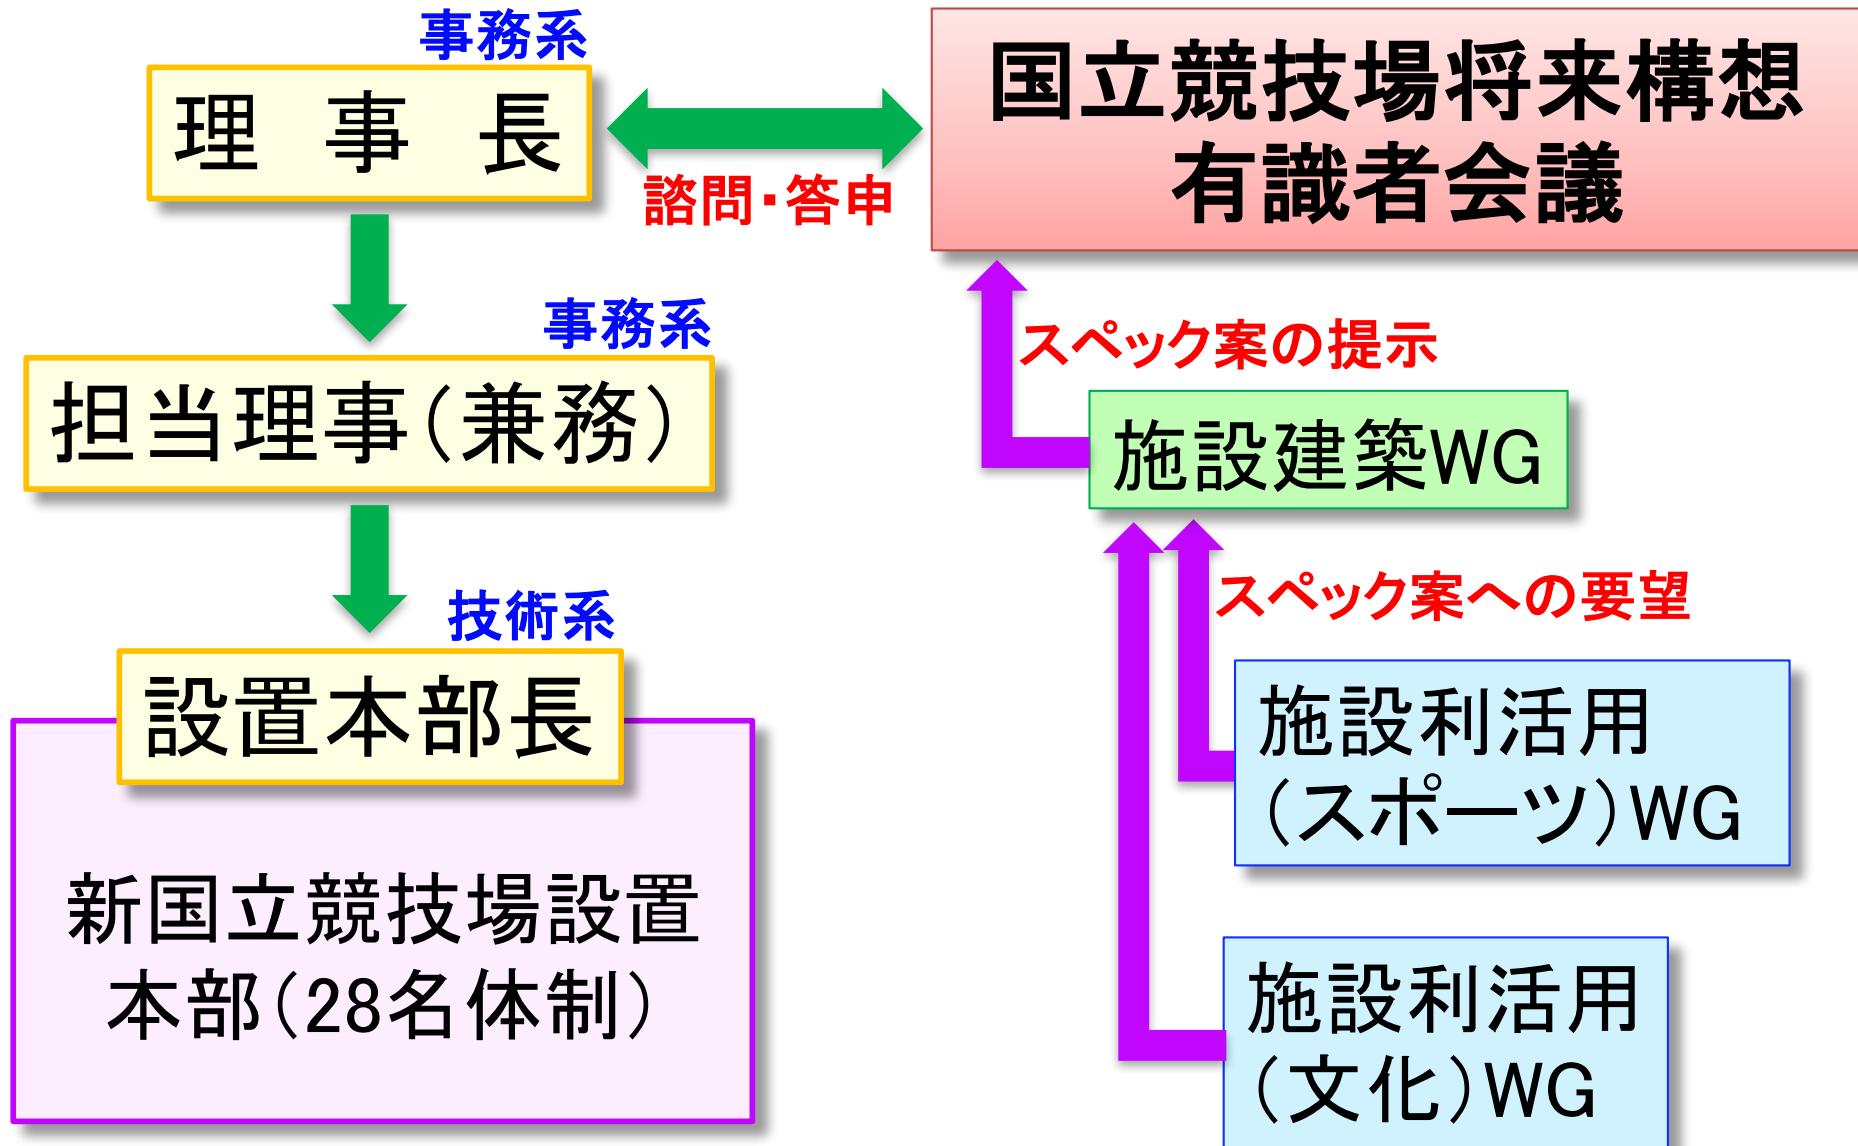 事務系
理　事　長
諮問・答申
国立競技場将来構想
有識者会議
事務系
担当理事（兼務）
スペック案の提示
施設建築WG
技術系
設置本部長
スペック案への要望
新国立競技場設置
本部（28名体制）
施設利活用
（スポーツ）WG
施設利活用
（文化）WG